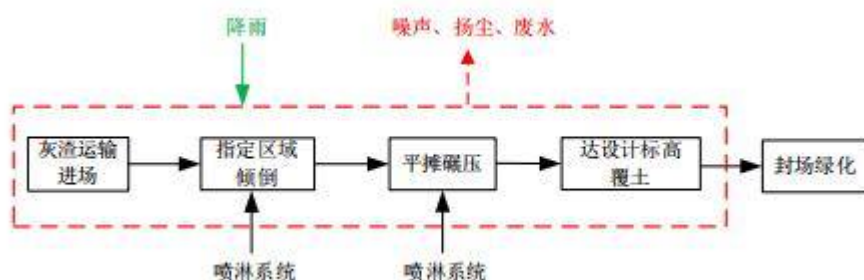 降雨
噪声、扬尘、废水
灰渣运输
进场
指定区域
倾倒
平摊碾压
达设计标高
覆土
封场绿化
喷淋系统
喷淋系统